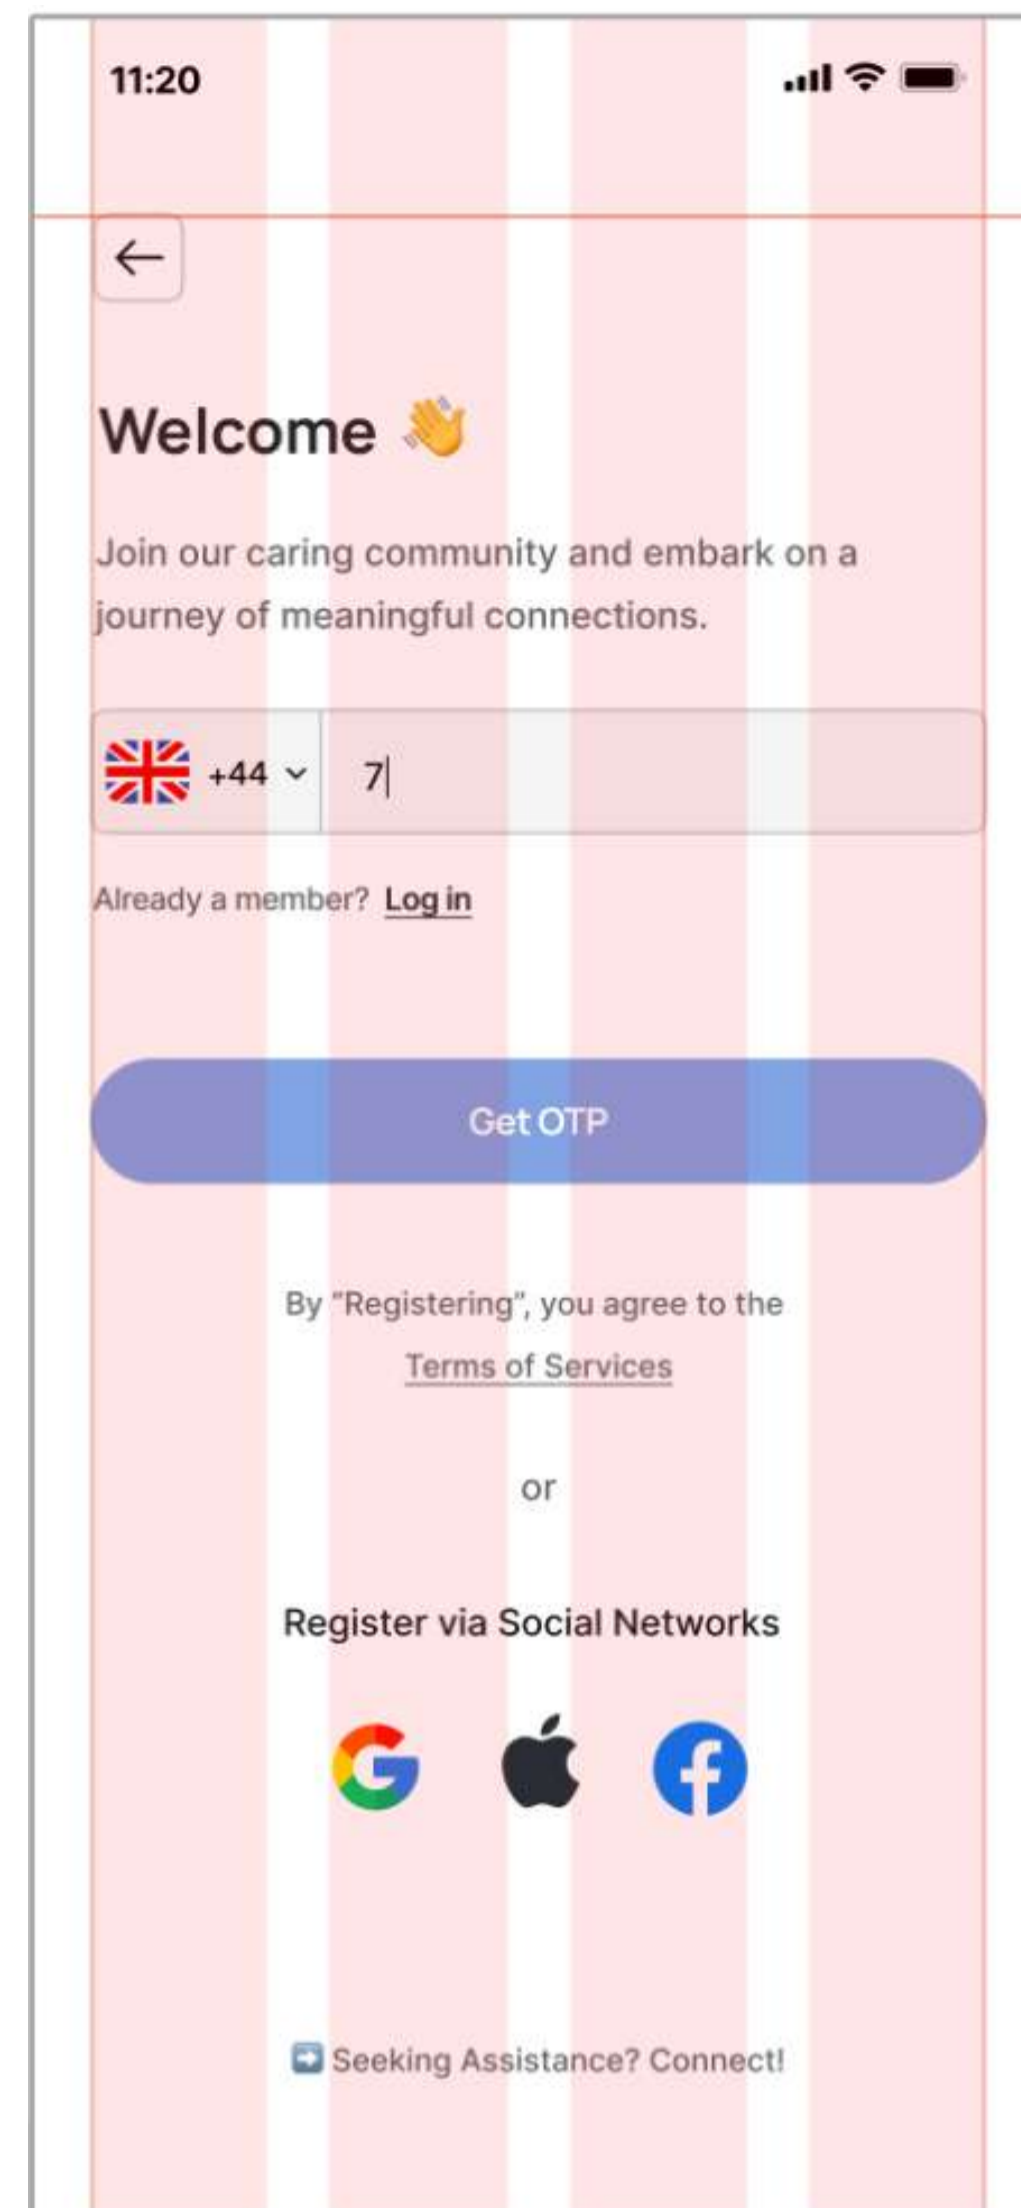 11:20
Welcome 👋
Join our caring community and embark on a
journey of meaningful connections.
+44 7
Already a member? Log in
Get OTP
By “Registering”, you agree to the
Terms of Services
or
Register via Social Networks
➡️ Seeking Assistance? Connect!